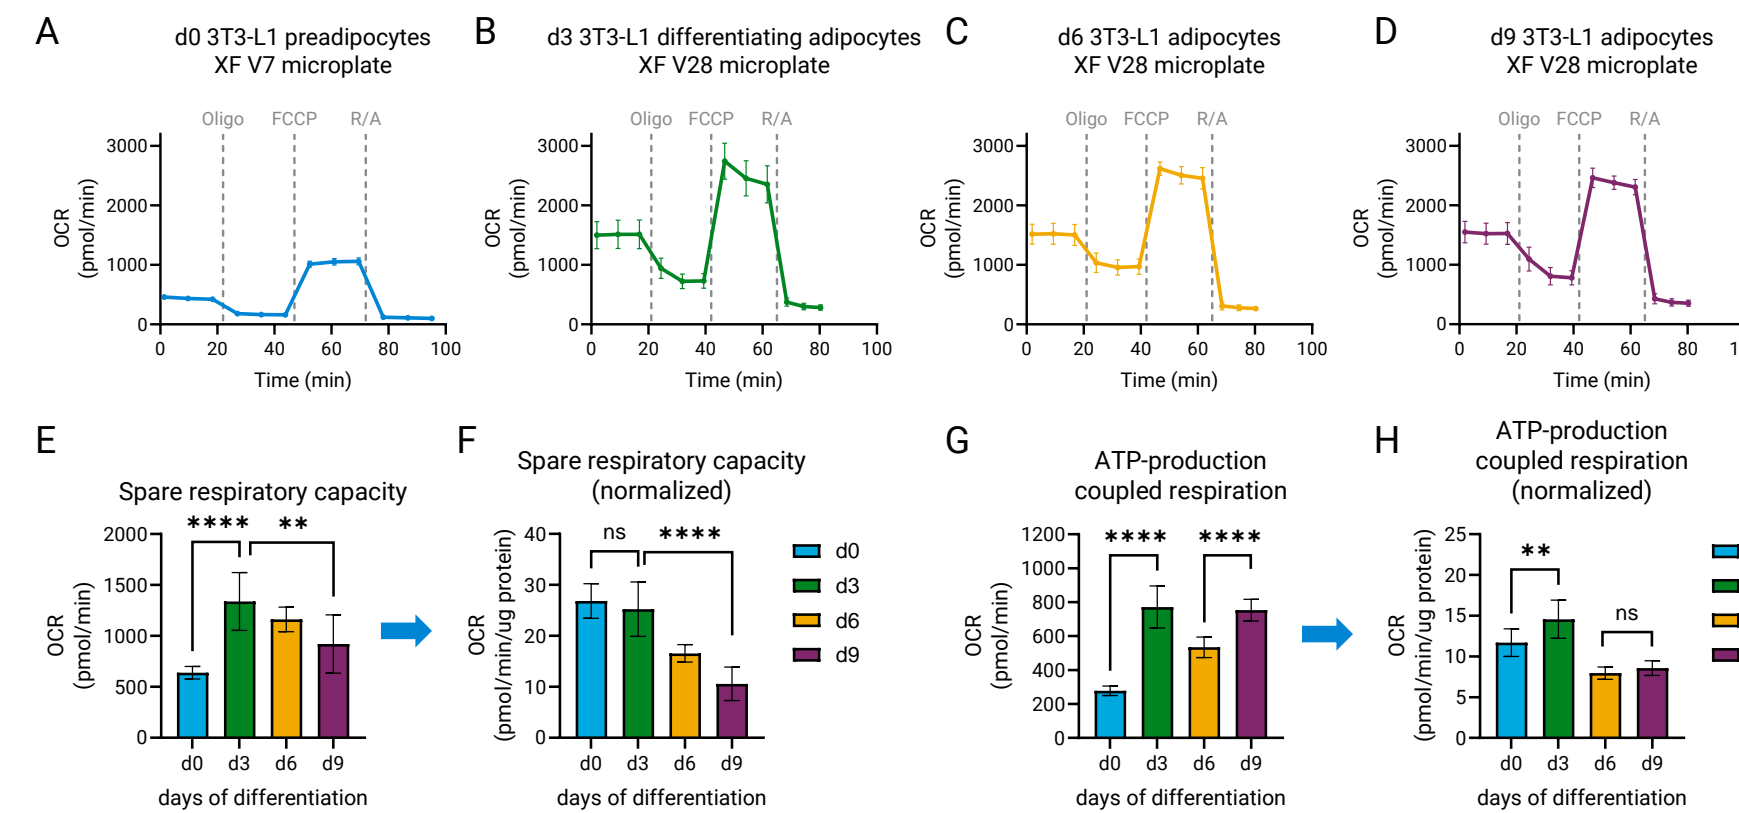 A
d0 3T3-L1 preadipocytes
XF V7 microplate
Oligo FCCP R/A
3000
2000
1000
0
OCR
(pmol/min)
0 20 40 60 80 100
Time (min)
B
d3 3T3-L1 differentiating adipocytes
XF V28 microplate
Oligo FCCP R/A
3000
2000
1000
0
OCR
(pmol/min)
0 20 40 60 80 100
Time (min)
C
d6 3T3-L1 adipocytes
XF V28 microplate
Oligo FCCP R/A
3000
2000
1000
0
OCR
(pmol/min)
0 20 40 60 80 100
Time (min)
D
d9 3T3-L1 adipocytes
XF V28 microplate
Oligo FCCP R/A
3000
2000
1000
0
OCR
(pmol/min)
0 20 40 60 80 1
Time (min)
E
Spare respiratory capacity
**** **
2000
1500
1000
500
0
OCR
(pmol/min)
d0 d3 d6 d9
days of differentiation
F
Spare respiratory capacity
(normalized)
ns ****
40
30
20
10
0
OCR
(pmol/min/ug protein)
d0 d3 d6 d9
days of differentiation
d0
d3
d6
d9
G
ATP-production
coupled respiration
**** ****
1200
1000
800
600
400
200
0
OCR
(pmol/min)
d0 d3 d6 d9
days of differentiation
H
ATP-production
coupled respiration
(normalized)
** ns
25
20
15
10
5
0
OCR
(pmol/min/ug protein)
d0 d3 d6 d9
days of differentiation